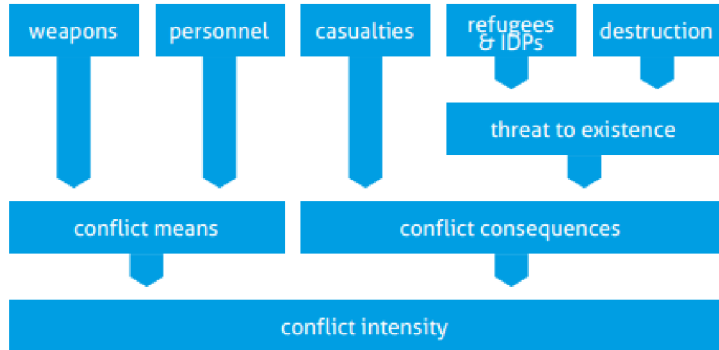 weapons
personnel
casualties
refugees
& IDPs
destruction
threat to existence
conflict means
conflict consequences
conflict intensity